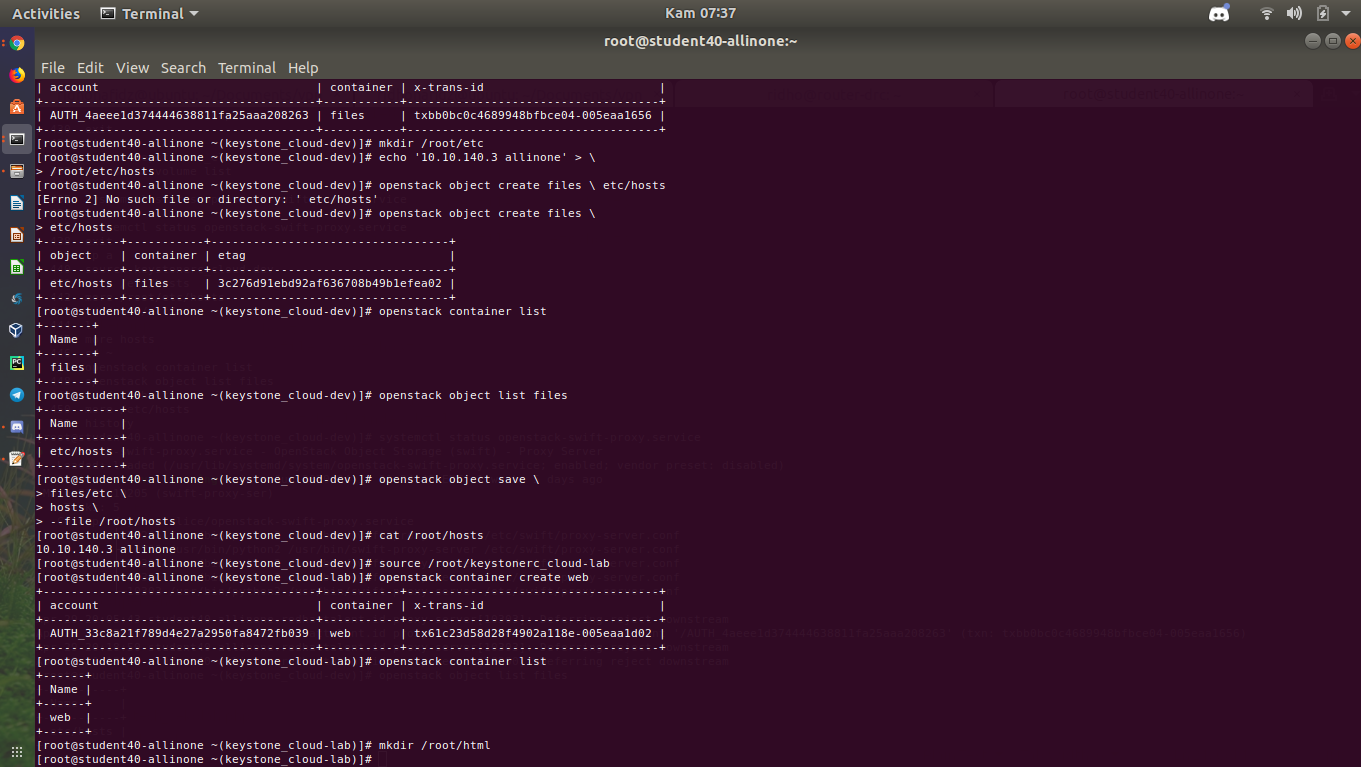 Activities Terminal Kam 07:37
root@student40-allinone:~
File Edit View Search Terminal Help
| account                                | container | x-trans-id                         |
+----------------------------------------+-----------+------------------------------------+
| AUTH_4aeee1d374444638811fa25aaa208263 | files     | txbb0bc0c4689948bfbce04-005eaa1656 |
+----------------------------------------+-----------+------------------------------------+
[root@student40-allinone ~(keystone_cloud-dev)]# mkdir /root/etc
[root@student40-allinone ~(keystone_cloud-dev)]# echo '10.10.140.3 allinone' > \
> /root/etc/hosts
[root@student40-allinone ~(keystone_cloud-dev)]# openstack object create files \ etc/hosts
[Errno 2] No such file or directory: ' etc/hosts'
[root@student40-allinone ~(keystone_cloud-dev)]# openstack object create files \
> etc/hosts
+-----------+-----------+----------------------------------+
| object    | container | etag                             |
+-----------+-----------+----------------------------------+
| etc/hosts | files     | 3c276d91ebd92af636708b49b1efea02 |
+-----------+-----------+----------------------------------+
[root@student40-allinone ~(keystone_cloud-dev)]# openstack container list
+-------+
| Name  |
+-------+
| files |
+-------+
[root@student40-allinone ~(keystone_cloud-dev)]# openstack object list files
+-----------+
| Name      |
+-----------+
| etc/hosts |
+-----------+
[root@student40-allinone ~(keystone_cloud-dev)]# openstack object save \
> files/etc \
> hosts \
> --file /root/hosts
[root@student40-allinone ~(keystone_cloud-dev)]# cat /root/hosts
10.10.140.3 allinone
[root@student40-allinone ~(keystone_cloud-dev)]# source /root/keystonerc_cloud-lab
[root@student40-allinone ~(keystone_cloud-lab)]# openstack container create web
+----------------------------------------+-----------+------------------------------------+
| account                                | container | x-trans-id                         |
+----------------------------------------+-----------+------------------------------------+
| AUTH_33c8a21f789d4e27a2950fa8472fb039 | web       | tx61c23d58d28f4902a118e-005eaa1d02 |
+----------------------------------------+-----------+------------------------------------+
[root@student40-allinone ~(keystone_cloud-lab)]# openstack container list
+------+
| Name |
+------+
| web  |
+------+
[root@student40-allinone ~(keystone_cloud-lab)]# mkdir /root/html
[root@student40-allinone ~(keystone_cloud-lab)]#